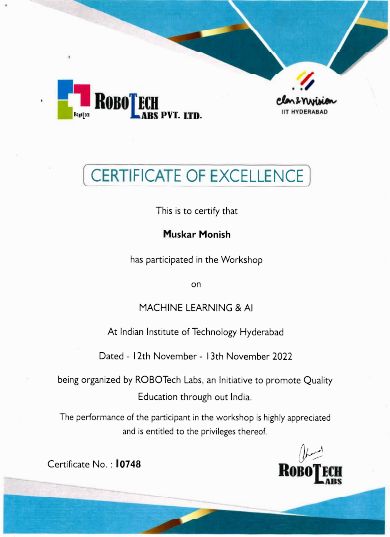 ROBOTECH
LABS PVT. LTD.
elan & nvision
IIT HYDERABAD
CERTIFICATE OF EXCELLENCE
This is to certify that
Muskar Monish
has participated in the Workshop
on
MACHINE LEARNING & AI
At Indian Institute of Technology Hyderabad
Dated - 12th November - 13th November 2022
being organized by ROBOTech Labs, an Initiative to promote Quality
Education through out India.
The performance of the participant in the workshop is highly appreciated
and is entitled to the privileges thereof.
Certificate No. : 10748
ROBOTECH
LABS